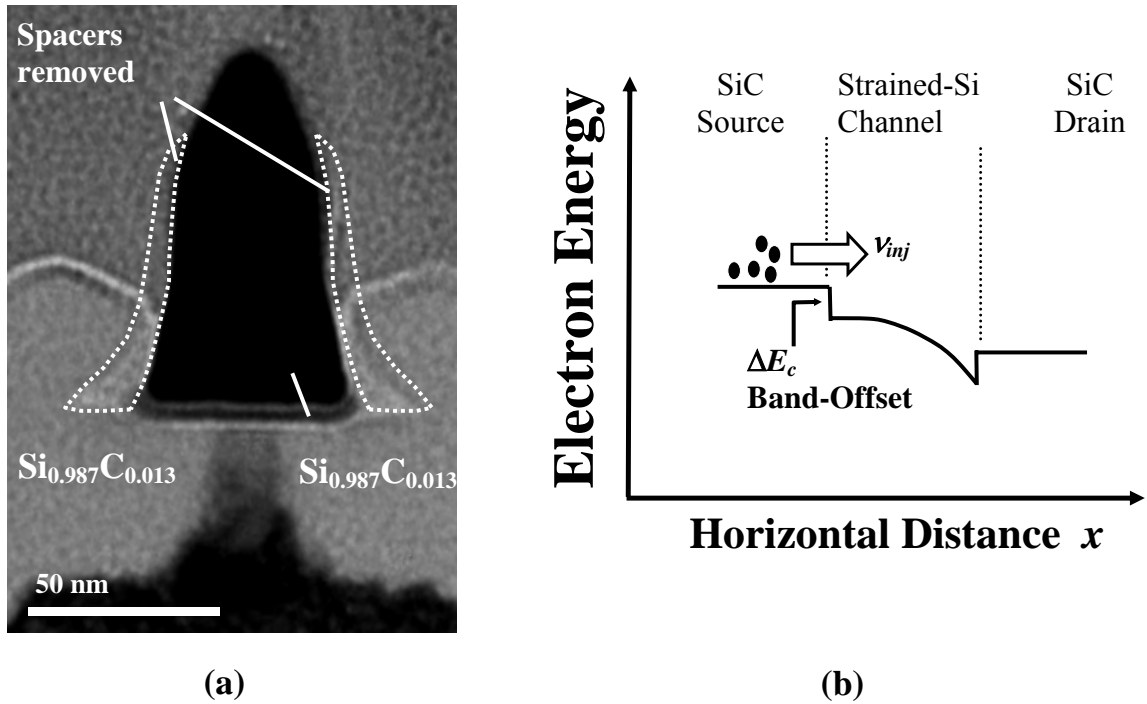 Spacers
removed
Si0.987C0.013
Si0.987C0.013
50 nm
(a)
Electron Energy
SiC
Source
Strained-Si
Channel
SiC
Drain
νinj
ΔEc
Band-Offset
Horizontal Distance x
(b)